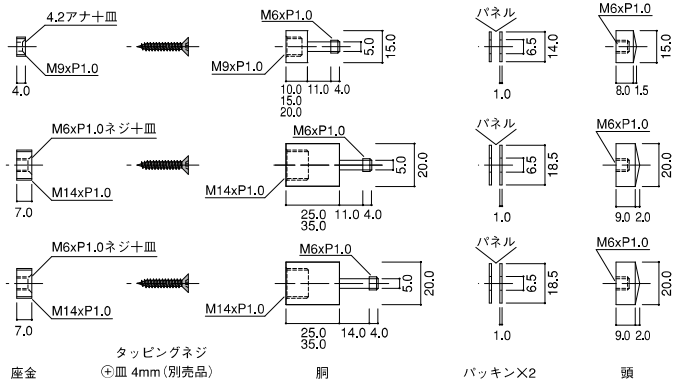 4.2アナ十皿
M9xP1.0
4.0
M6xP1.0
M9xP1.0
5.0
15.0
10.0
15.0
20.0
11.0
4.0
パネル
6.5
14.0
1.0
M6xP1.0
15.0
8.0
1.5
M6xP1.0ネジ十皿
M14xP1.0
7.0
M6xP1.0
M14xP1.0
5.0
20.0
25.0
35.0
11.0
4.0
パネル
6.5
18.5
1.0
M6xP1.0
20.0
9.0
2.0
M6xP1.0ネジ十皿
M14xP1.0
7.0
M6xP1.0
M14xP1.0
5.0
20.0
25.0
35.0
14.0
4.0
パネル
6.5
18.5
1.0
M6xP1.0
20.0
9.0
2.0
座金
タッピングネジ
⊕皿 4mm(別売品)
胴
パッキン×2
頭